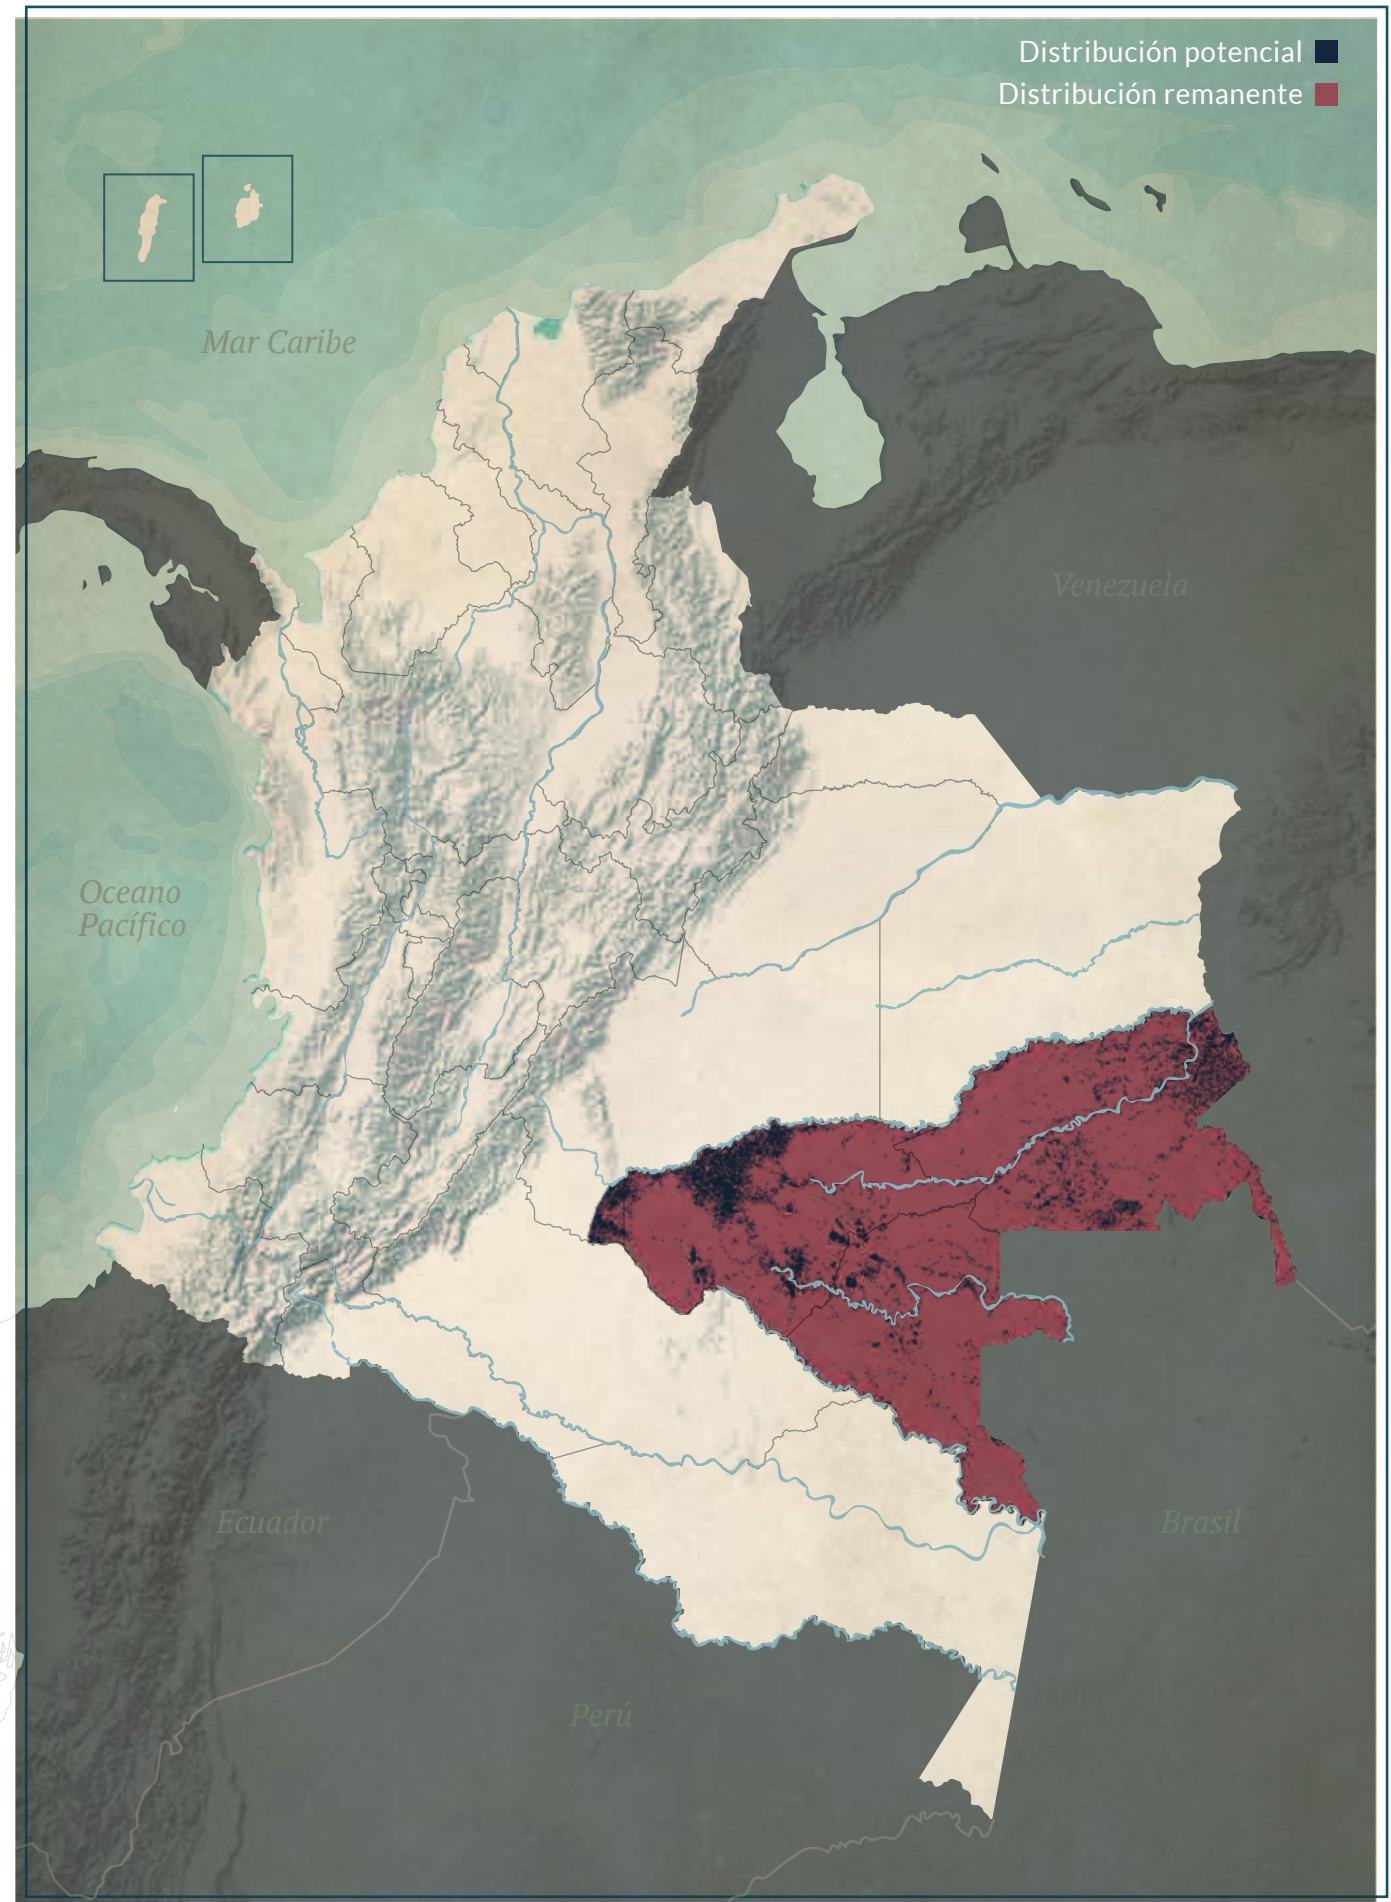 Distribución potencial
Distribución remanente
Mar Caribe
Venezuela
Oceano
Pacífico
Ecuador
Brasil
Perú